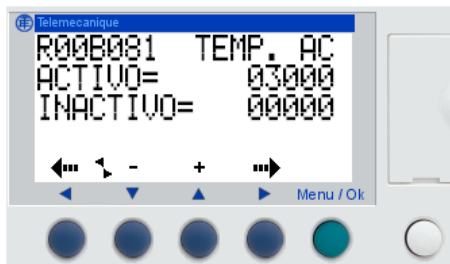 Telemecanique
R00B081 TEMP. AC
ACTIVO= 03000
INACTIVO= 00000
- +
Menu / Ok